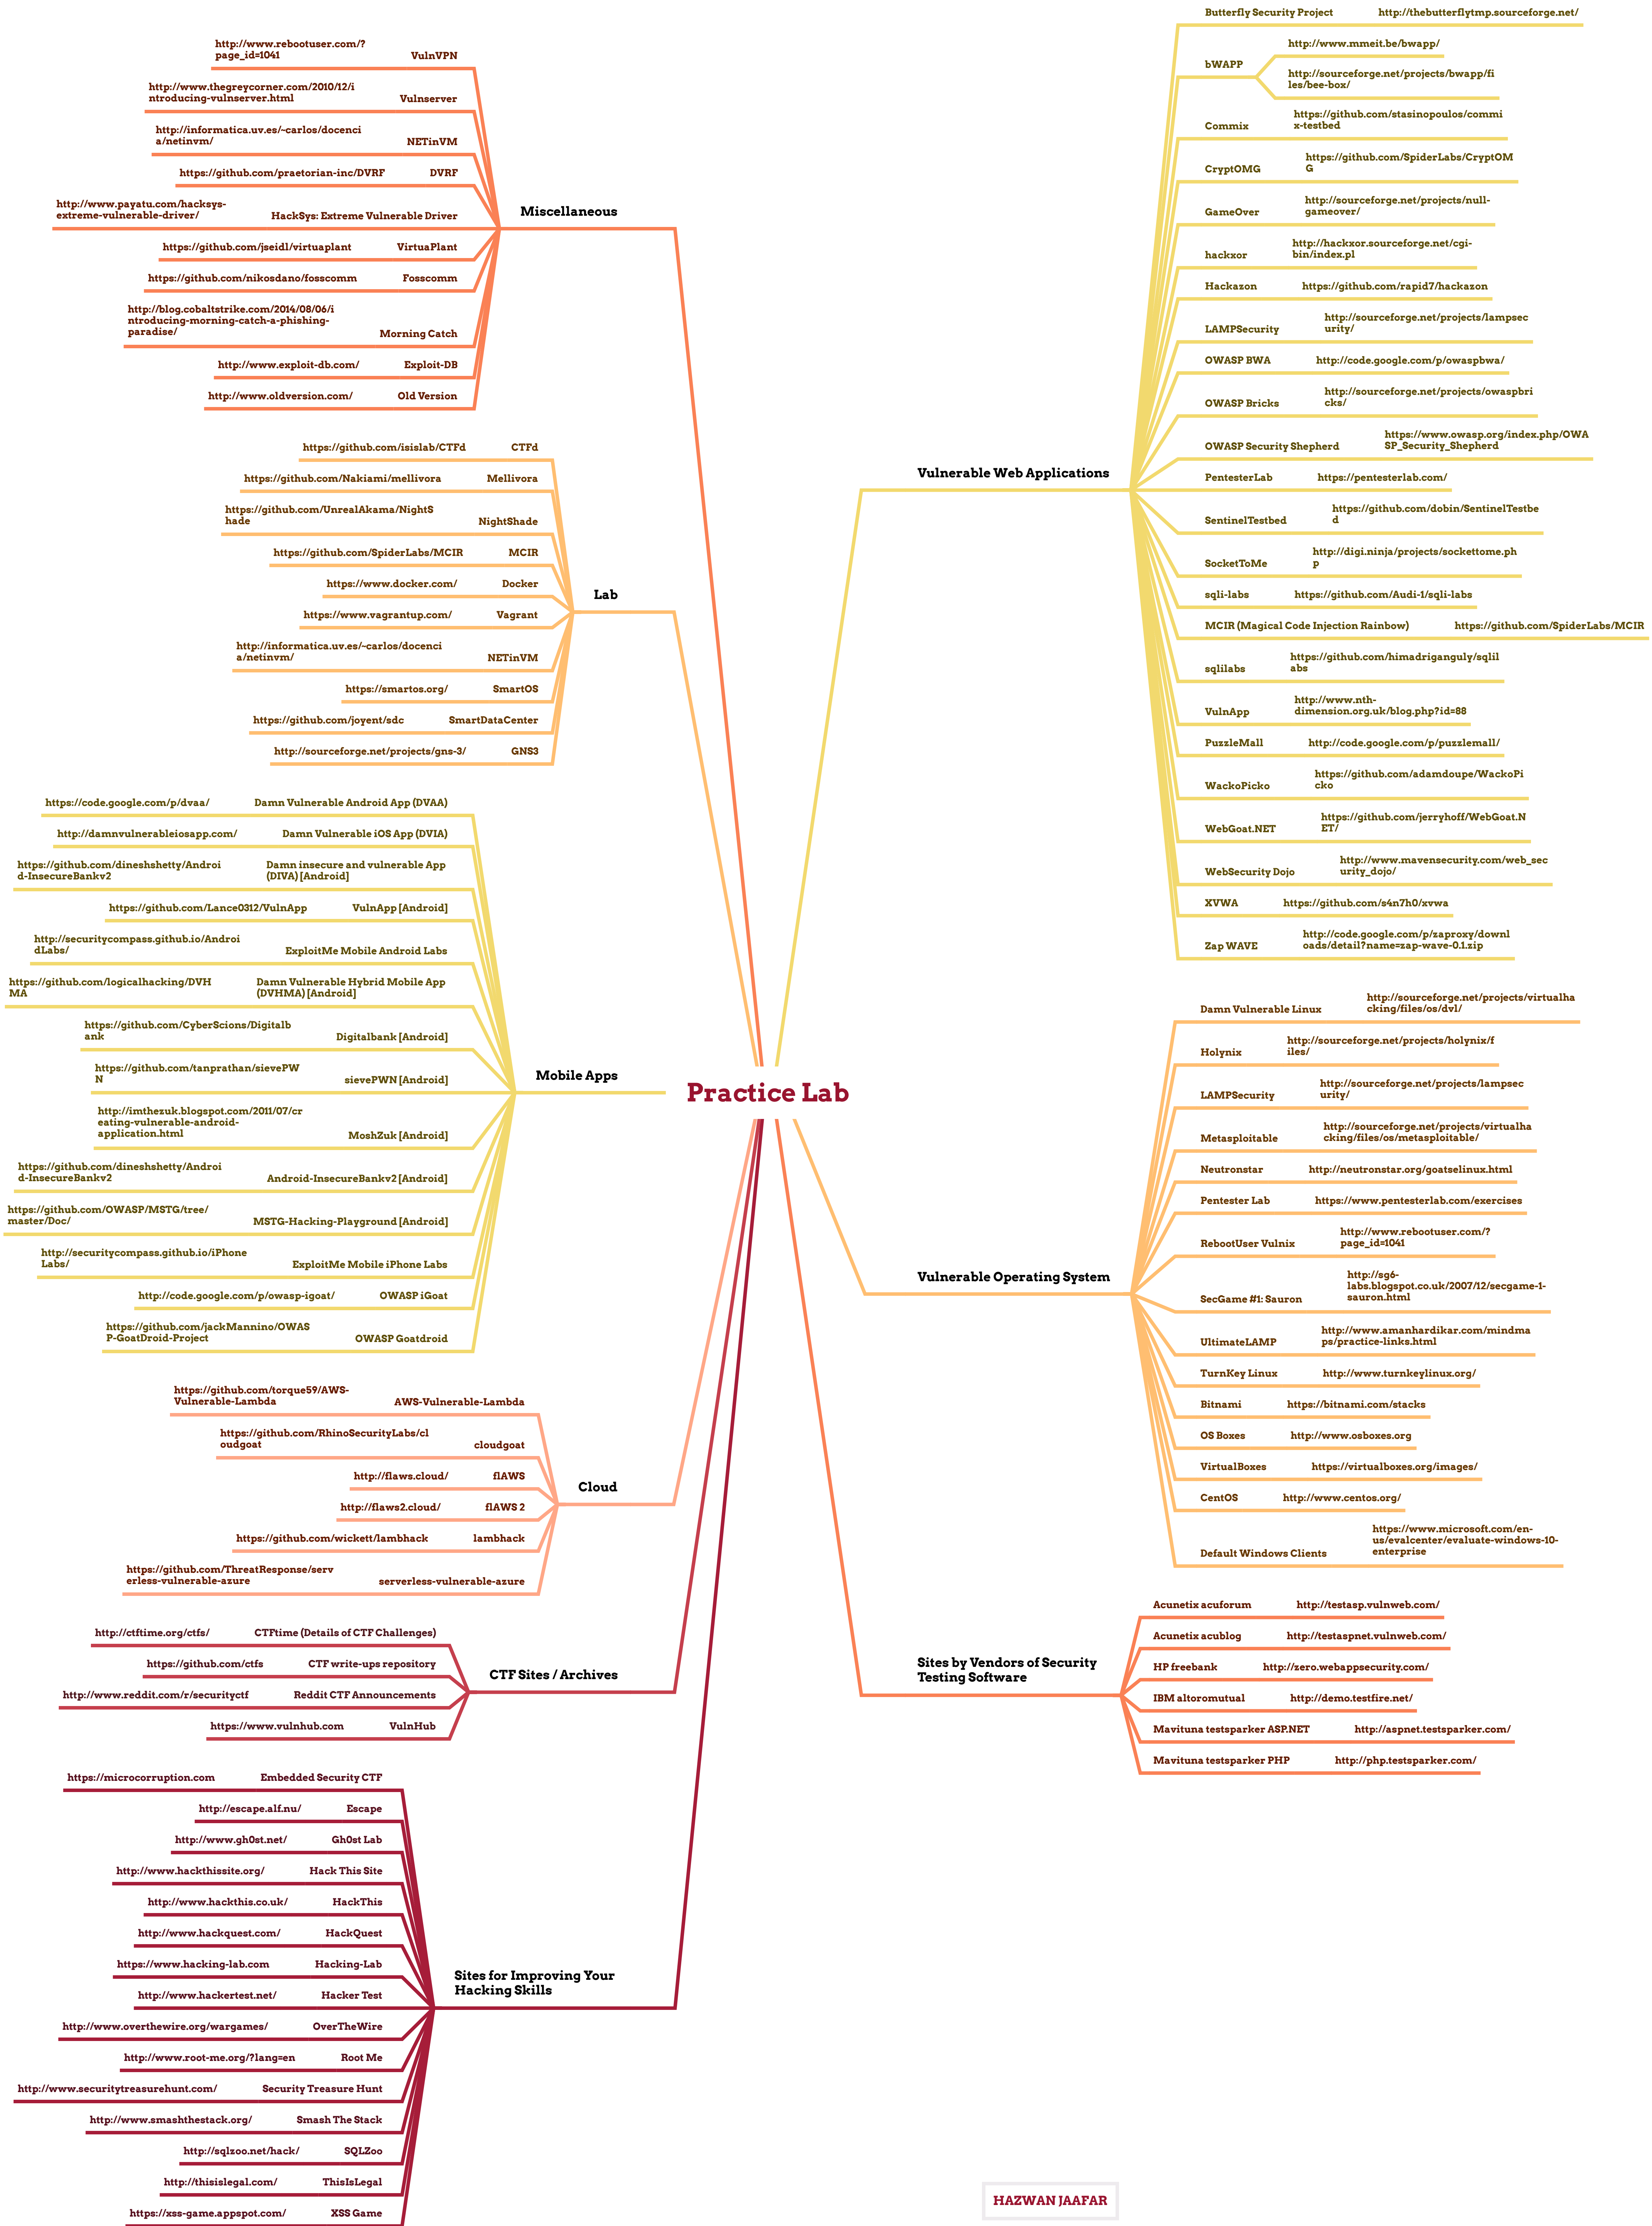 Practice Lab
Vulnerable Web Applications
Butterfly Security Project
http://thebutterflytmp.sourceforge.net/
bWAPP
http://www.mmeit.be/bwapp/
http://sourceforge.net/projects/bwapp/fi
les/bee-box/
Commix
https://github.com/stasinopoulos/commi
x-testbed
CryptOMG
https://github.com/SpiderLabs/CryptOM
G
GameOver
http://sourceforge.net/projects/null-
gameover/
hackxor
http://hackxor.sourceforge.net/cgi-
bin/index.pl
Hackazon
https://github.com/rapid7/hackazon
LAMPSecurity
http://sourceforge.net/projects/lampsec
urity/
OWASP BWA
http://code.google.com/p/owaspbwa/
OWASP Bricks
http://sourceforge.net/projects/owaspbri
cks/
OWASP Security Shepherd
https://www.owasp.org/index.php/OWA
SP_Security_Shepherd
PentesterLab
https://pentesterlab.com/
SentinelTestbed
https://github.com/dobin/SentinelTestbe
d
SocketToMe
http://digi.ninja/projects/sockettome.ph
p
sqli-labs
https://github.com/Audi-1/sqli-labs
MCIR (Magical Code Injection Rainbow)
https://github.com/SpiderLabs/MCIR
sqlilabs
https://github.com/himadriganguly/sqlil
abs
VulnApp
http://www.nth-
dimension.org.uk/blog.php?id=88
PuzzleMall
http://code.google.com/p/puzzlemall/
WackoPicko
https://github.com/adamdoupe/WackoPi
cko
WebGoat.NET
https://github.com/jerryhoff/WebGoat.N
ET/
WebSecurity Dojo
http://www.mavensecurity.com/web_sec
urity_dojo/
XVWA
https://github.com/s4n7h0/xvwa
Zap WAVE
http://code.google.com/p/zaproxy/downl
oads/detail?name=zap-wave-0.1.zip
Vulnerable Operating System
Damn Vulnerable Linux
http://sourceforge.net/projects/virtualha
cking/files/os/dvl/
Holynix
http://sourceforge.net/projects/holynix/f
iles/
LAMPSecurity
http://sourceforge.net/projects/lampsec
urity/
Metasploitable
http://sourceforge.net/projects/virtualha
cking/files/os/metasploitable/
Neutronstar
http://neutronstar.org/goatselinux.html
Pentester Lab
https://www.pentesterlab.com/exercises
RebootUser Vulnix
http://www.rebootuser.com/?
page_id=1041
SecGame #1: Sauron
http://sg6-
labs.blogspot.co.uk/2007/12/secgame-1-
sauron.html
UltimateLAMP
http://www.amanhardikar.com/mindma
ps/practice-links.html
TurnKey Linux
http://www.turnkeylinux.org/
Bitnami
https://bitnami.com/stacks
OS Boxes
http://www.osboxes.org
VirtualBoxes
https://virtualboxes.org/images/
CentOS
http://www.centos.org/
Default Windows Clients
https://www.microsoft.com/en-
us/evalcenter/evaluate-windows-10-
enterprise
Sites by Vendors of Security
Testing Software
Acunetix acuforum
http://testasp.vulnweb.com/
Acunetix acublog
http://testaspnet.vulnweb.com/
HP freebank
http://zero.webappsecurity.com/
IBM altoromutual
http://demo.testfire.net/
Mavituna testsparker ASP.NET
http://aspnet.testsparker.com/
Mavituna testsparker PHP
http://php.testsparker.com/
Miscellaneous
VulnVPN
http://www.rebootuser.com/?
page_id=1041
Vulnserver
http://www.thegreycorner.com/2010/12/i
ntroducing-vulnserver.html
NETinVM
http://informatica.uv.es/~carlos/docenci
a/netinvm/
DVRF
https://github.com/praetorian-inc/DVRF
HackSys: Extreme Vulnerable Driver
http://www.payatu.com/hacksys-
extreme-vulnerable-driver/
VirtuaPlant
https://github.com/jseidl/virtuaplant
Fosscomm
https://github.com/nikosdano/fosscomm
Morning Catch
http://blog.cobaltstrike.com/2014/08/06/i
ntroducing-morning-catch-a-phishing-
paradise/
Exploit-DB
http://www.exploit-db.com/
Old Version
http://www.oldversion.com/
Lab
CTFd
https://github.com/isislab/CTFd
Mellivora
https://github.com/Nakiami/mellivora
NightShade
https://github.com/UnrealAkama/NightS
hade
MCIR
https://github.com/SpiderLabs/MCIR
Docker
https://www.docker.com/
Vagrant
https://www.vagrantup.com/
NETinVM
http://informatica.uv.es/~carlos/docenci
a/netinvm/
SmartOS
https://smartos.org/
SmartDataCenter
https://github.com/joyent/sdc
GNS3
http://sourceforge.net/projects/gns-3/
Mobile Apps
Damn Vulnerable Android App (DVAA)
https://code.google.com/p/dvaa/
Damn Vulnerable iOS App (DVIA)
http://damnvulnerableiosapp.com/
Damn insecure and vulnerable App
(DIVA) [Android]
https://github.com/dineshshetty/Androi
d-InsecureBankv2
VulnApp [Android]
https://github.com/Lance0312/VulnApp
ExploitMe Mobile Android Labs
http://securitycompass.github.io/Androi
dLabs/
Damn Vulnerable Hybrid Mobile App
(DVHMA) [Android]
https://github.com/logicalhacking/DVH
MA
Digitalbank [Android]
https://github.com/CyberScions/Digitalb
ank
sievePWN [Android]
https://github.com/tanprathan/sievePW
N
MoshZuk [Android]
http://imthezuk.blogspot.com/2011/07/cr
eating-vulnerable-android-
application.html
Android-InsecureBankv2 [Android]
https://github.com/dineshshetty/Androi
d-InsecureBankv2
MSTG-Hacking-Playground [Android]
https://github.com/OWASP/MSTG/tree/
master/Doc/
ExploitMe Mobile iPhone Labs
http://securitycompass.github.io/iPhone
Labs/
OWASP iGoat
http://code.google.com/p/owasp-igoat/
OWASP Goatdroid
https://github.com/jackMannino/OWAS
P-GoatDroid-Project
Cloud
AWS-Vulnerable-Lambda
https://github.com/torque59/AWS-
Vulnerable-Lambda
cloudgoat
https://github.com/RhinoSecurityLabs/cl
oudgoat
flAWS
http://flaws.cloud/
flAWS 2
http://flaws2.cloud/
lambhack
https://github.com/wickett/lambhack
serverless-vulnerable-azure
https://github.com/ThreatResponse/serv
erless-vulnerable-azure
CTF Sites / Archives
CTFtime (Details of CTF Challenges)
http://ctftime.org/ctfs/
CTF write-ups repository
https://github.com/ctfs
Reddit CTF Announcements
http://www.reddit.com/r/securityctf
VulnHub
https://www.vulnhub.com
Sites for Improving Your
Hacking Skills
Embedded Security CTF
https://microcorruption.com
Escape
http://escape.alf.nu/
Gh0st Lab
http://www.gh0st.net/
Hack This Site
http://www.hackthissite.org/
HackThis
http://www.hackthis.co.uk/
HackQuest
http://www.hackquest.com/
Hacking-Lab
https://www.hacking-lab.com
Hacker Test
http://www.hackertest.net/
OverTheWire
http://www.overthewire.org/wargames/
Root Me
http://www.root-me.org/?lang=en
Security Treasure Hunt
http://www.securitytreasurehunt.com/
Smash The Stack
http://www.smashthestack.org/
SQLZoo
http://sqlzoo.net/hack/
ThisIsLegal
http://thisislegal.com/
XSS Game
https://xss-game.appspot.com/
HAZWAN JAAFAR